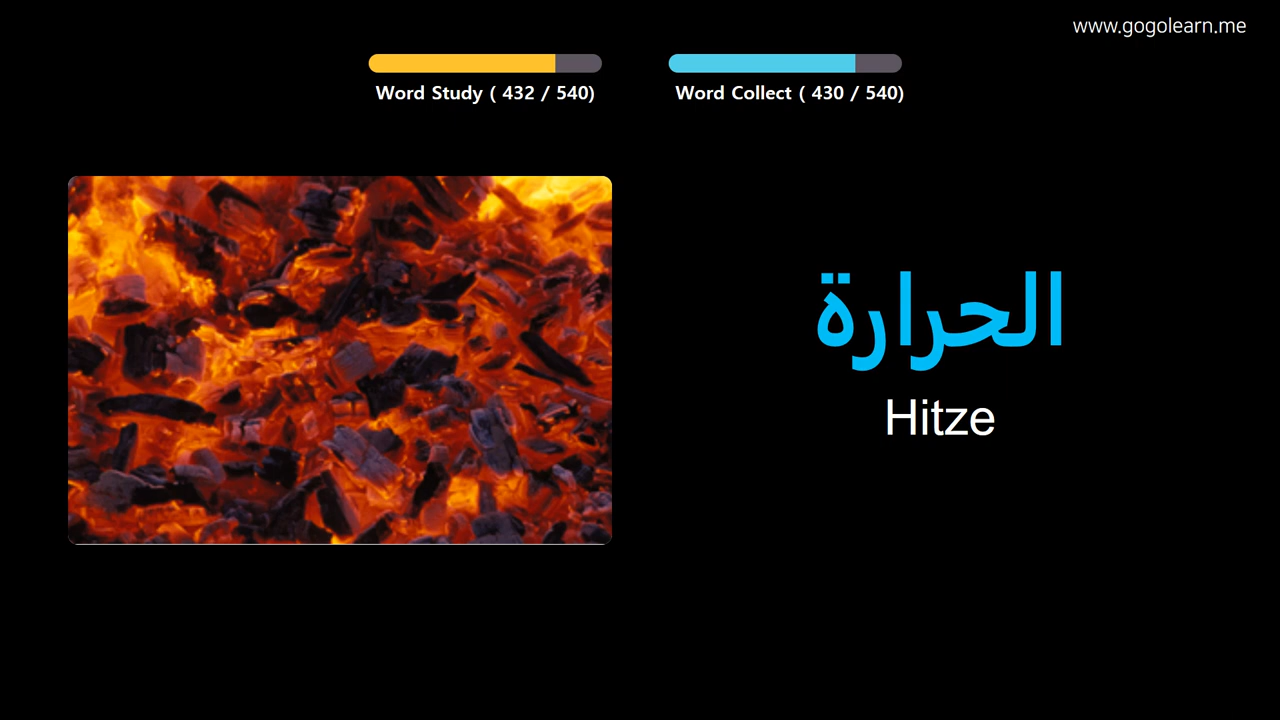 www.gogolearn.me
Word Study ( 432 / 540)
Word Collect ( 430 / 540)
الحرارة
Hitze